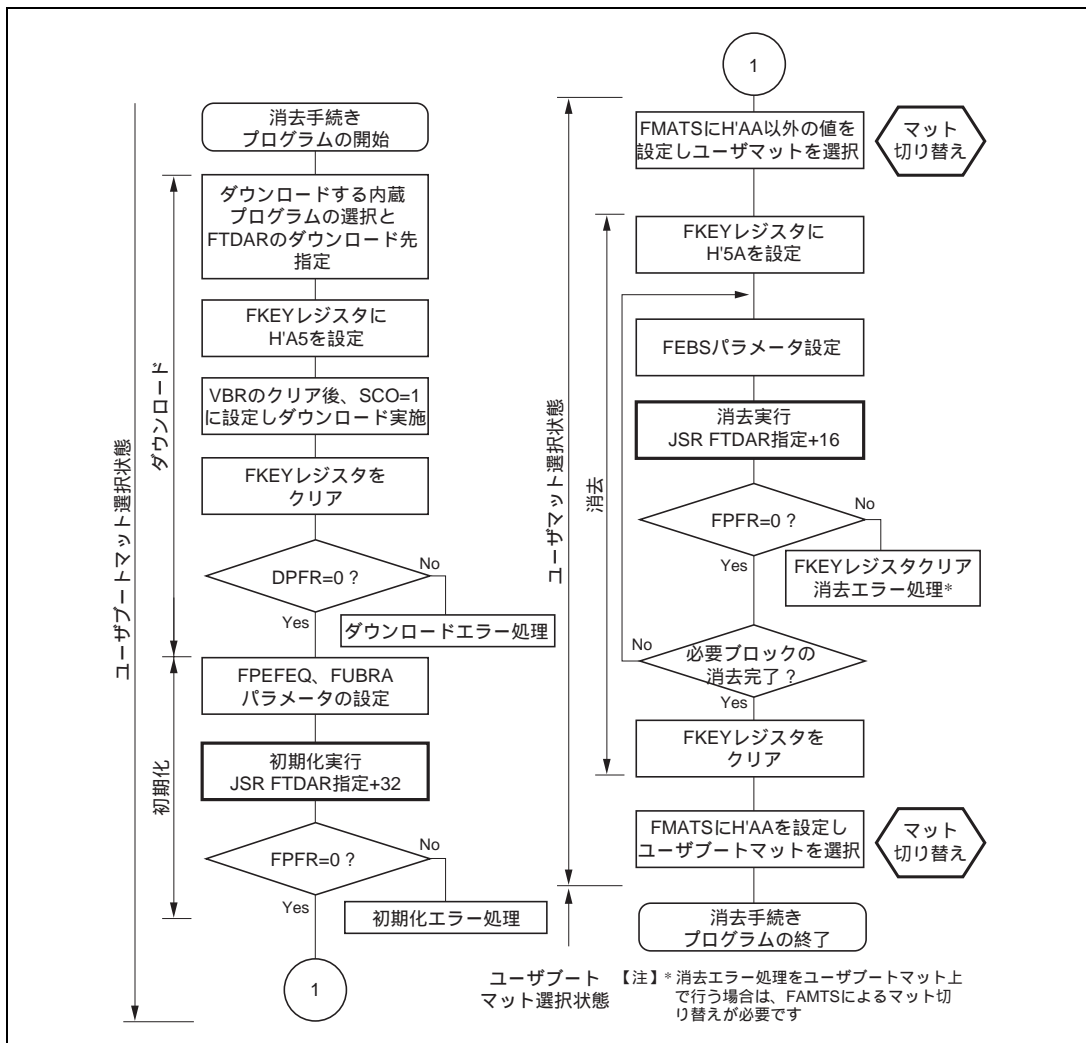 ユーザブートマット選択状態
ダウンロード
初期化
消去手続き
プログラムの開始
ダウンロードする内蔵
プログラムの選択と
FTDARのダウンロード先
指定
FKEYレジスタに
H'A5を設定
VBRのクリア後、SCO=1
に設定しダウンロード実施
FKEYレジスタを
クリア
DPFR=0 ?
No
Yes
ダウンロードエラー処理
FPEFEQ、FUBRA
パラメータの設定
初期化実行
JSR FTDAR指定+32
FPFR=0 ?
No
Yes
初期化エラー処理
1
1
ユーザマット選択状態
消去
FMATSにH'AA以外の値を
設定しユーザマットを選択
マット
切り替え
FKEYレジスタに
H'5Aを設定
FEBSパラメータ設定
消去実行
JSR FTDAR指定+16
FPFR=0 ?
No
Yes
FKEYレジスタクリア
消去エラー処理*
No
必要ブロックの
消去完了 ?
Yes
FKEYレジスタを
クリア
FMATSにH'AAを設定し
ユーザブートマットを選択
マット
切り替え
消去手続き
プログラムの終了
ユーザブート
マット選択状態
【注】* 消去エラー処理をユーザブートマット上
で行う場合は、FAMTSによるマット切
り替えが必要です